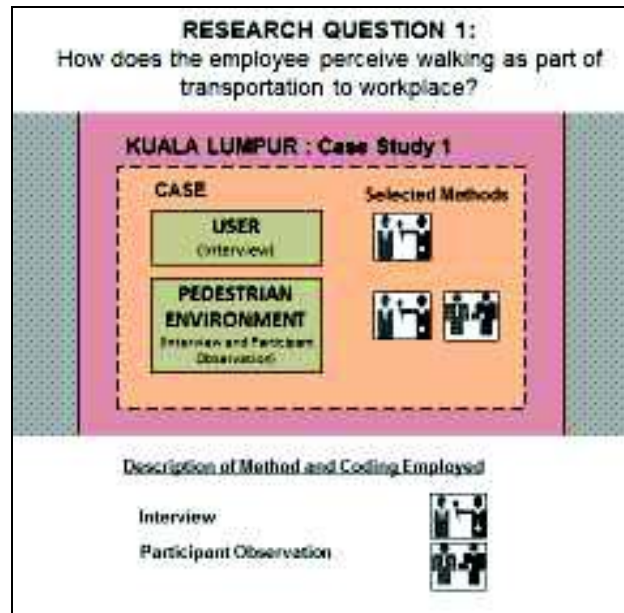 RESEARCH QUESTION 1:
How does the employee perceive walking as part of
transportation to workplace?
KUALA LUMPUR : Case Study 1
CASE
Selected Methods
USER
(Interview)
PEDESTRIAN
ENVIRONMENT
(Interview and Participant
Observation)
Description of Method and Coding Employed
Interview
Participant Observation